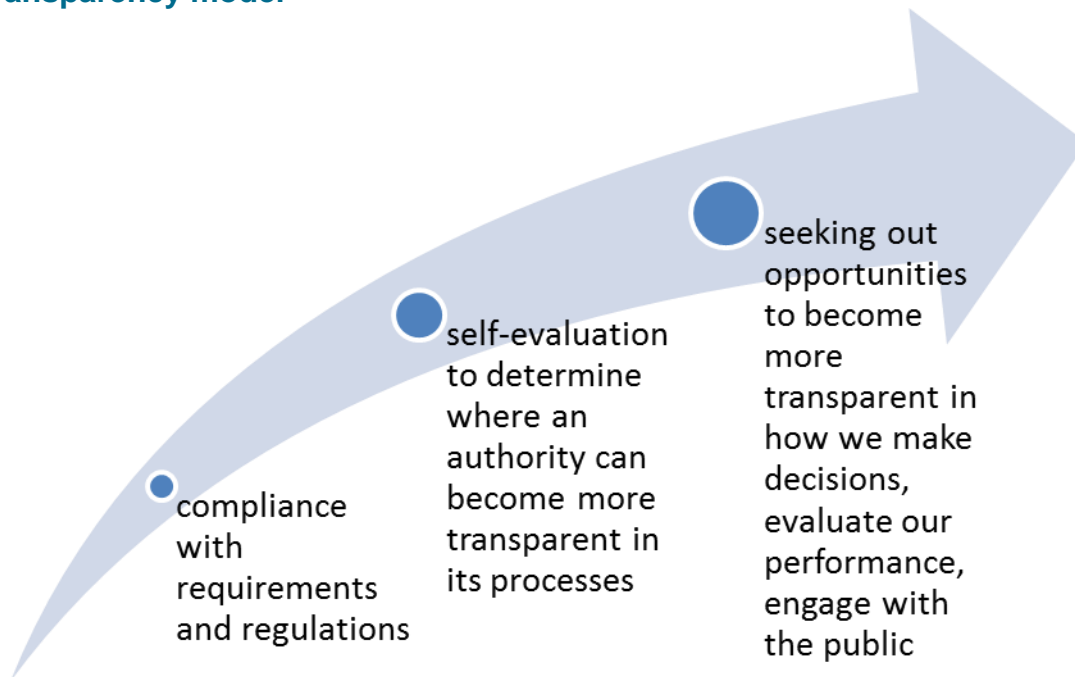 ansparency model
compliance
with
requirements
and regulations
self-evaluation
to determine
where an
authority can
become more
transparent in
its processes
seeking out
opportunities
to become
more
transparent in
how we make
decisions,
evaluate our
performance,
engage with
the public